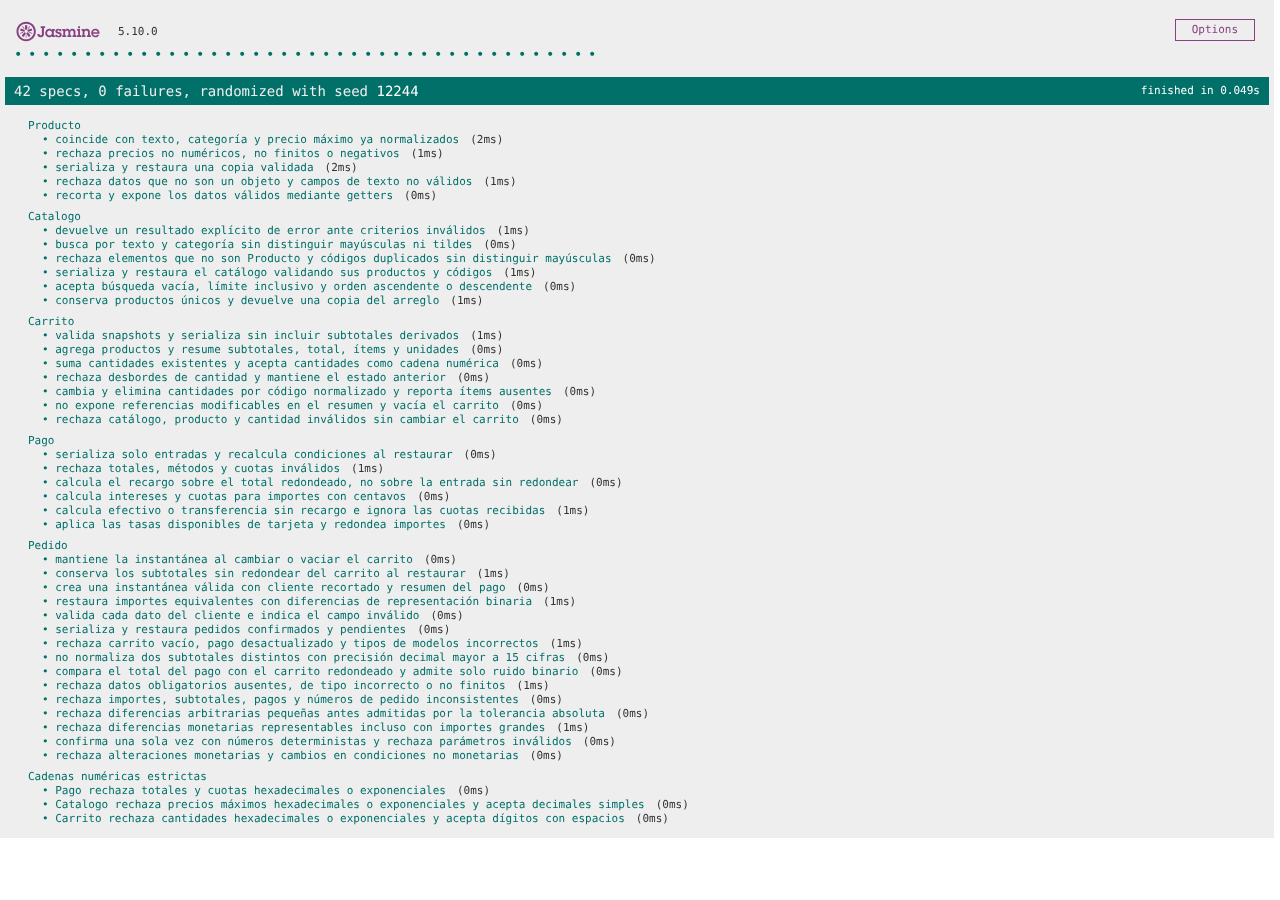 Jasmine 5.10.0 Options
42 specs, 0 failures, randomized with seed 12244 finished in 0.049s
Producto
• coincide con texto, categoría y precio máximo ya normalizados (2ms)
• rechaza precios no numéricos, no finitos o negativos (1ms)
• serializa y restaura una copia validada (2ms)
• rechaza datos que no son un objeto y campos de texto no válidos (1ms)
• recorta y expone los datos válidos mediante getters (0ms)
Catalogo
• devuelve un resultado explícito de error ante criterios inválidos (1ms)
• busca por texto y categoría sin distinguir mayúsculas ni tildes (0ms)
• rechaza elementos que no son Producto y códigos duplicados sin distinguir mayúsculas (0ms)
• serializa y restaura el catálogo validando sus productos y códigos (1ms)
• acepta búsqueda vacía, límite inclusivo y orden ascendente o descendente (0ms)
• conserva productos únicos y devuelve una copia del arreglo (1ms)
Carrito
• valida snapshots y serializa sin incluir subtotales derivados (1ms)
• agrega productos y resume subtotales, total, ítems y unidades (0ms)
• suma cantidades existentes y acepta cantidades como cadena numérica (0ms)
• rechaza desbordes de cantidad y mantiene el estado anterior (0ms)
• cambia y elimina cantidades por código normalizado y reporta ítems ausentes (0ms)
• no expone referencias modificables en el resumen y vacía el carrito (0ms)
• rechaza catálogo, producto y cantidad inválidos sin cambiar el carrito (0ms)
Pago
• serializa solo entradas y recalcula condiciones al restaurar (0ms)
• rechaza totales, métodos y cuotas inválidos (1ms)
• calcula el recargo sobre el total redondeado, no sobre la entrada sin redondear (0ms)
• calcula intereses y cuotas para importes con centavos (0ms)
• calcula efectivo o transferencia sin recargo e ignora las cuotas recibidas (1ms)
• aplica las tasas disponibles de tarjeta y redondea importes (0ms)
Pedido
• mantiene la instantánea al cambiar o vaciar el carrito (0ms)
• conserva los subtotales sin redondear del carrito al restaurar (1ms)
• crea una instantánea válida con cliente recortado y resumen del pago (0ms)
• restaura importes equivalentes con diferencias de representación binaria (1ms)
• valida cada dato del cliente e indica el campo inválido (0ms)
• serializa y restaura pedidos confirmados y pendientes (0ms)
• rechaza carrito vacío, pago desactualizado y tipos de modelos incorrectos (1ms)
• no normaliza dos subtotales distintos con precisión decimal mayor a 15 cifras (0ms)
• compara el total del pago con el carrito redondeado y admite solo ruido binario (0ms)
• rechaza datos obligatorios ausentes, de tipo incorrecto o no finitos (1ms)
• rechaza importes, subtotales, pagos y números de pedido inconsistentes (0ms)
• rechaza diferencias arbitrarias pequeñas antes admitidas por la tolerancia absoluta (0ms)
• rechaza diferencias monetarias representables incluso con importes grandes (1ms)
• confirma una sola vez con números deterministas y rechaza parámetros inválidos (0ms)
• rechaza alteraciones monetarias y cambios en condiciones no monetarias (0ms)
Cadenas numéricas estrictas
• Pago rechaza totales y cuotas hexadecimales o exponenciales (0ms)
• Catalogo rechaza precios máximos hexadecimales o exponenciales y acepta decimales simples (0ms)
• Carrito rechaza cantidades hexadecimales o exponenciales y acepta dígitos con espacios (0ms)